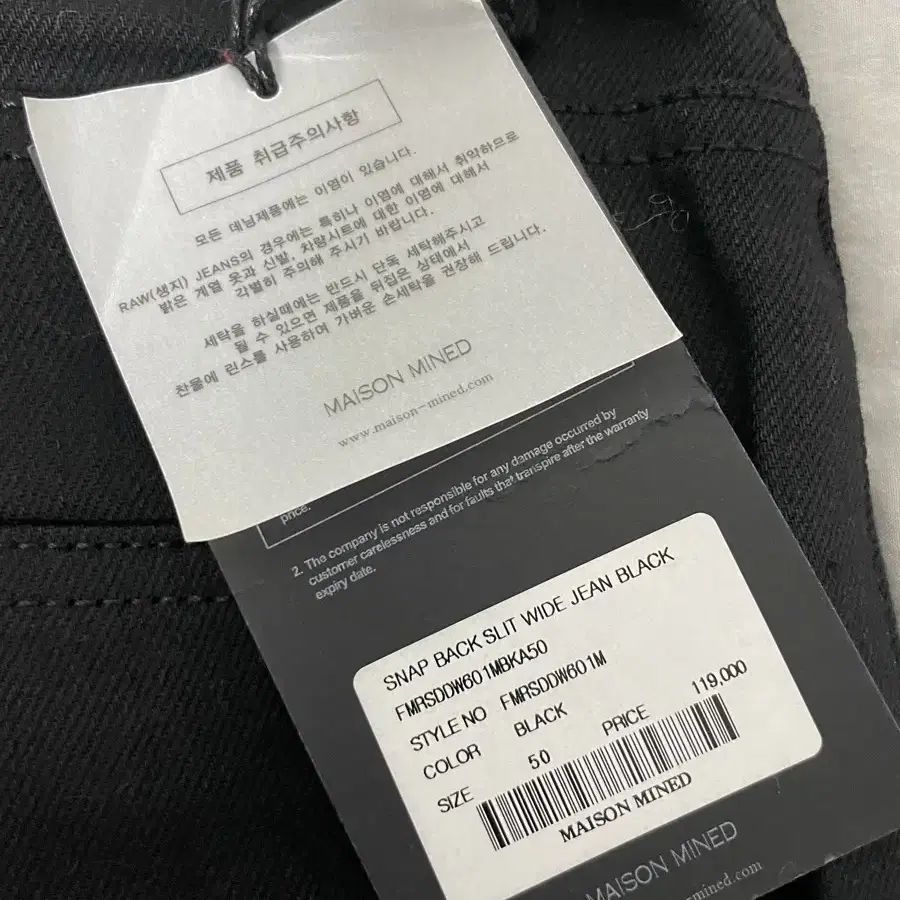 제품 취급주의사항
모든 데님제품에는 이염이 있습니다.
RAW(생지) JEANS의 경우에는 특히나 이염에 대해서 취약하므로
밝은 계열 옷과 신발, 차량시트에 대한 이염에 대해서
각별히 주의해 주시기 바랍니다.
세탁을 하실때에는 반드시 단독 세탁해주시고
될 수 있으면 제품을 뒤집은 상태에서
찬물에 린스를 사용하여 가벼운 손세탁을 권장해 드립니다.
MAISON MINED
www.maison-mined.com
price.
2. The company is not responsible for any damage occurred by
customer carelessness and for faults that transpire after the warranty
expiry date.
SNAP BACK SLIT WIDE JEAN BLACK
FMRSDDW601MBKA50
STYLE NO FMRSDDW601M
COLOR BLACK PRICE 119,000
SIZE 50
MAISON MINED
MAISON MINED
-mined.com